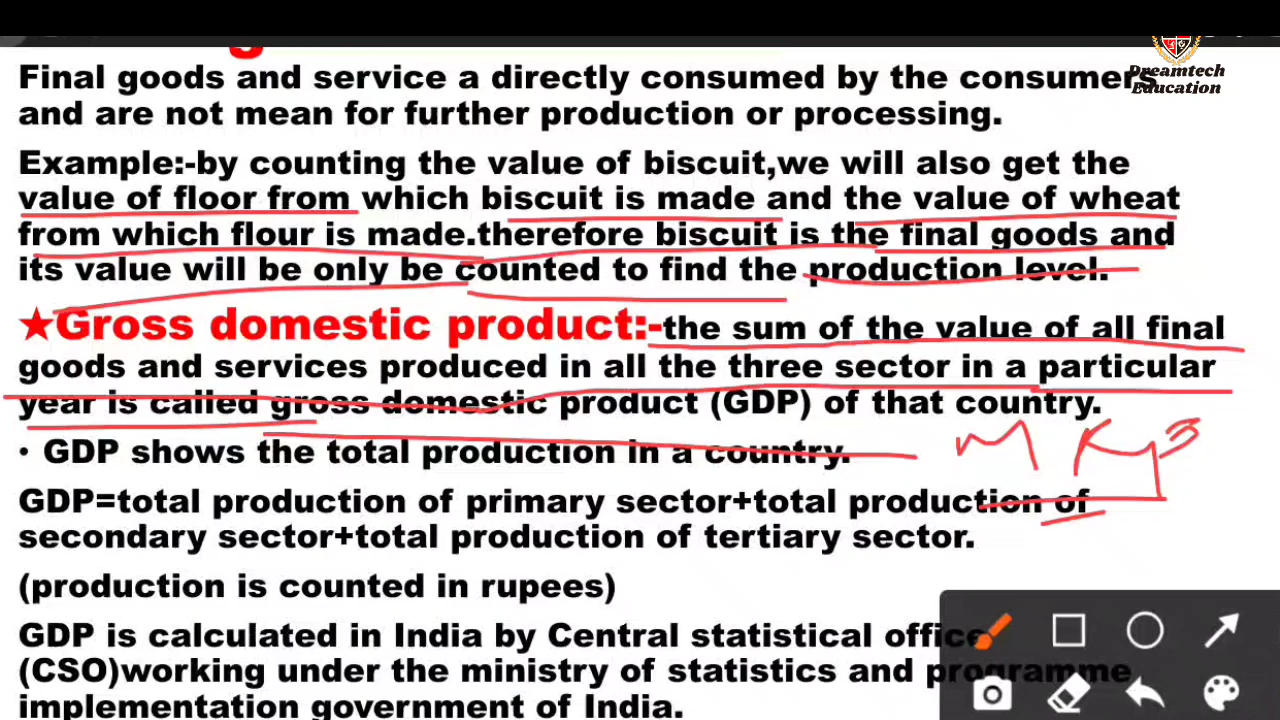 Final goods and service a directly consumed by the consumers
Dreamtech
Education
and are not mean for further production or processing.
Example:-by counting the value of biscuit,we will also get the
value of floor from which biscuit is made and the value of wheat
from which flour is made.therefore biscuit is the final goods and
its value will be only be counted to find the production level.
★Gross domestic product:-the sum of the value of all final
goods and services produced in all the three sector in a particular
year is called gross domestic product (GDP) of that country.
• GDP shows the total production in a country.
GDP=total production of primary sector+total production of
secondary sector+total production of tertiary sector.
(production is counted in rupees)
GDP is calculated in India by Central statistical office
(CSO)working under the ministry of statistics and programme
implementation government of India.